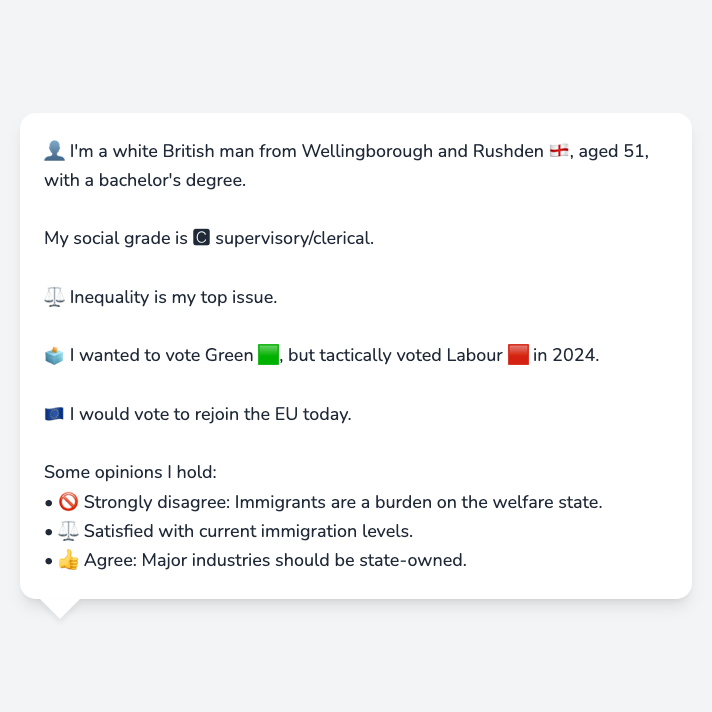 👤 I'm a white British man from Wellingborough and Rushden 🏴󠁧󠁢󠁥󠁮󠁧󠁿, aged 51,
with a bachelor's degree.
My social grade is 🅲 supervisory/clerical.
⚖️ Inequality is my top issue.
🗳️ I wanted to vote Green 🟩, but tactically voted Labour 🟥 in 2024.
🇪🇺 I would vote to rejoin the EU today.
Some opinions I hold:
• 🚫 Strongly disagree: Immigrants are a burden on the welfare state.
• ⚖️ Satisfied with current immigration levels.
• 👍 Agree: Major industries should be state-owned.